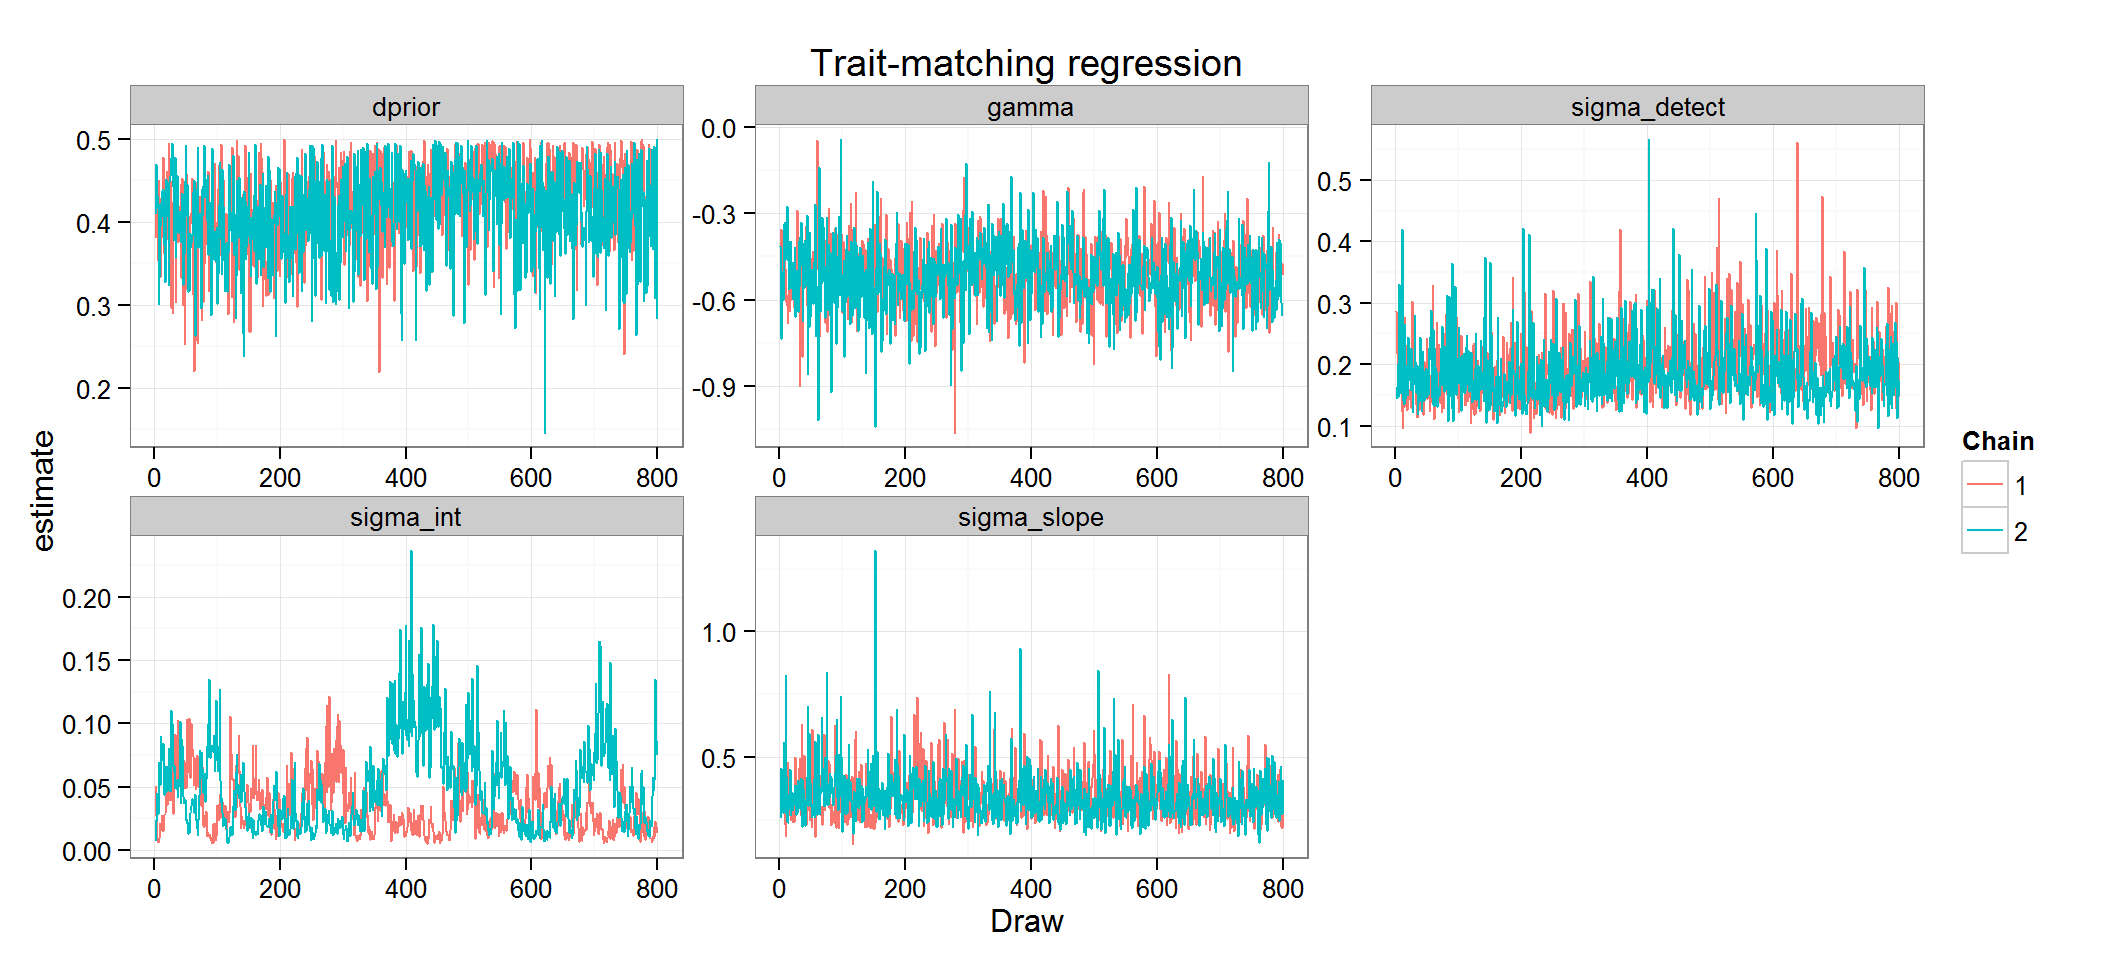 Trait-matching regression
dprior
gamma
sigma_detect
0.5
0.4
0.3
0.2
0.0
-0.3
-0.6
-0.9
0.5
0.4
0.3
0.2
0.1
0 200 400 600 800
0 200 400 600 800
0 200 400 600 800
estimate
sigma_int
sigma_slope
0.20
0.15
0.10
0.05
0.00
1.0
0.5
0 200 400 600 800
0 200 400 600 800
Draw
Chain
1
2